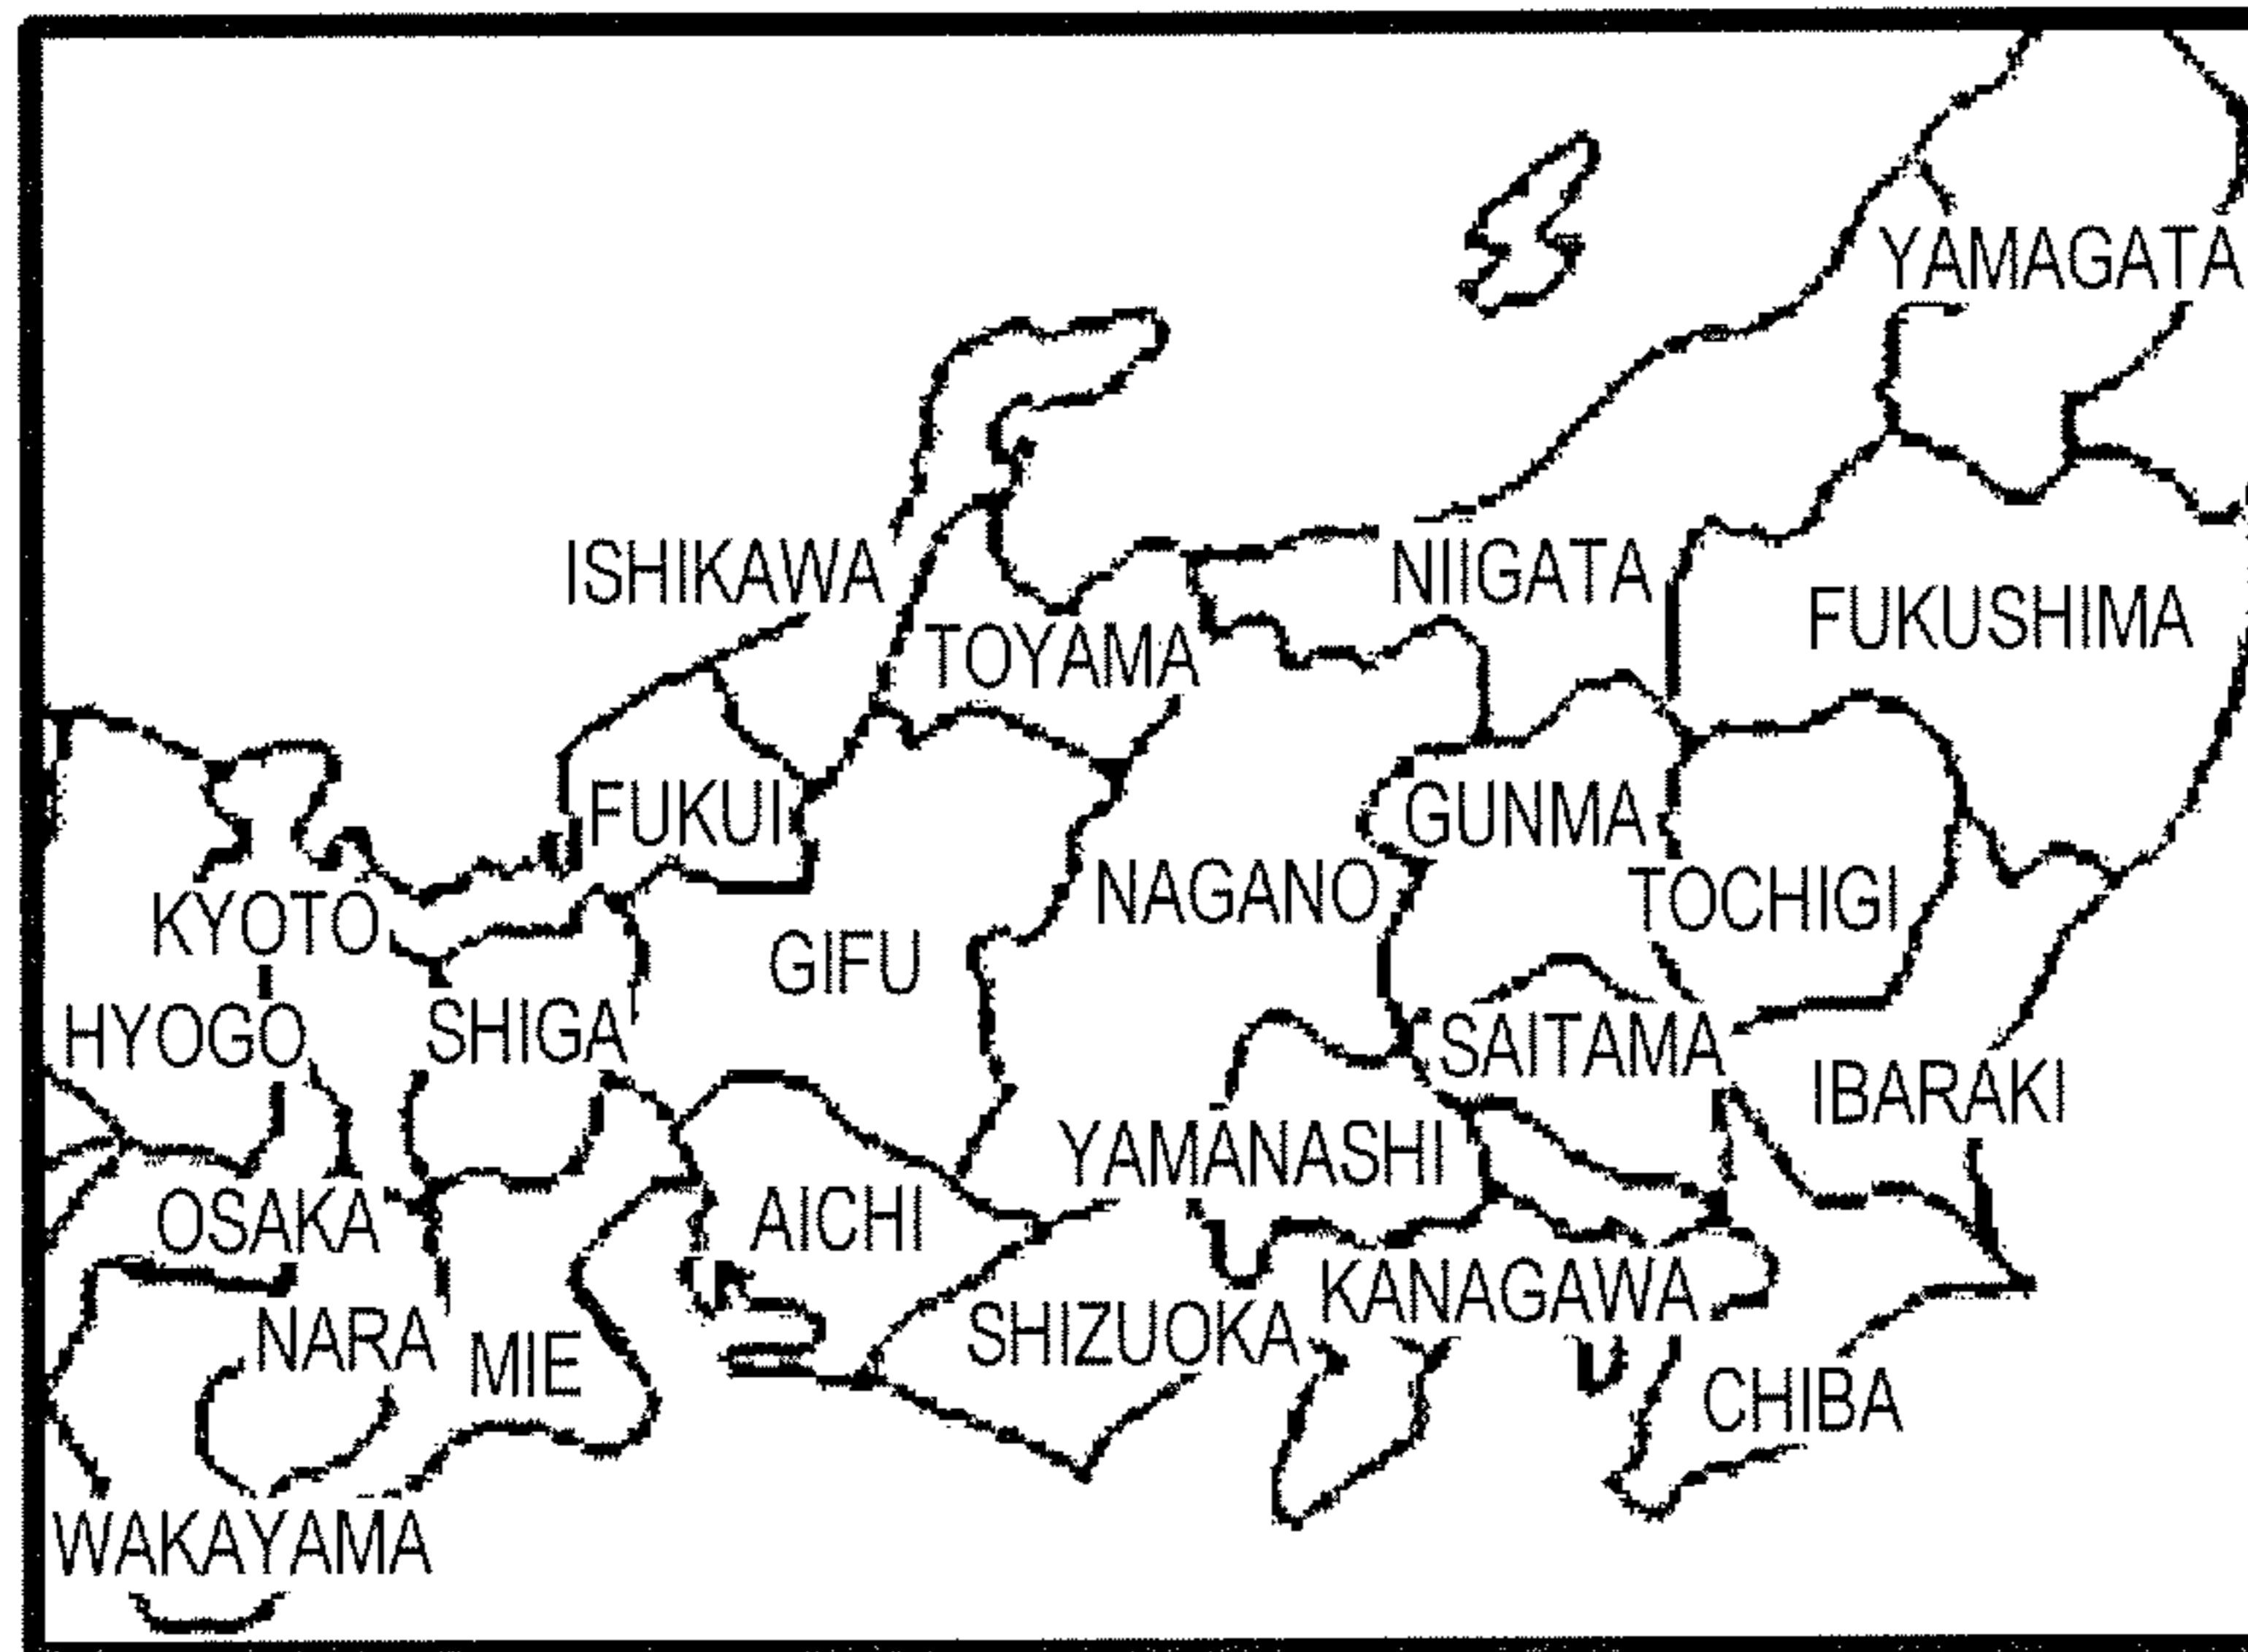 YAMAGATA
ISHIKAWA
NIIGATA
FUKUSHIMA
TOYAMA
FUKUI
GUNMA
NAGANO
TOCHIGI
KYOTO
GIFU
HYOGO
SHIGA
SAITAMA
IBARAKI
YAMANASHI
OSAKA
AICHI
KANAGAWA
NARA
MIE
SHIZUOKA
CHIBA
WAKAYAMA